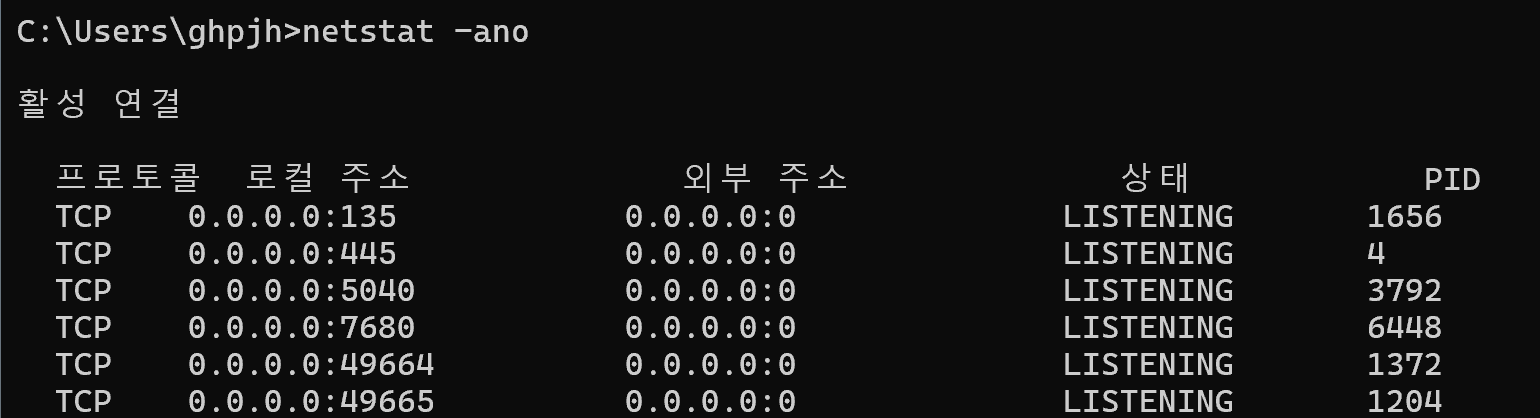 C:\Users\ghpjh>netstat -ano
활성 연결
프로토콜 로컬 주소 외부 주소 상태 PID
TCP 0.0.0.0:135 0.0.0.0:0 LISTENING 1656
TCP 0.0.0.0:445 0.0.0.0:0 LISTENING 4
TCP 0.0.0.0:5040 0.0.0.0:0 LISTENING 3792
TCP 0.0.0.0:7680 0.0.0.0:0 LISTENING 6448
TCP 0.0.0.0:49664 0.0.0.0:0 LISTENING 1372
TCP 0.0.0.0:49665 0.0.0.0:0 LISTENING 1204